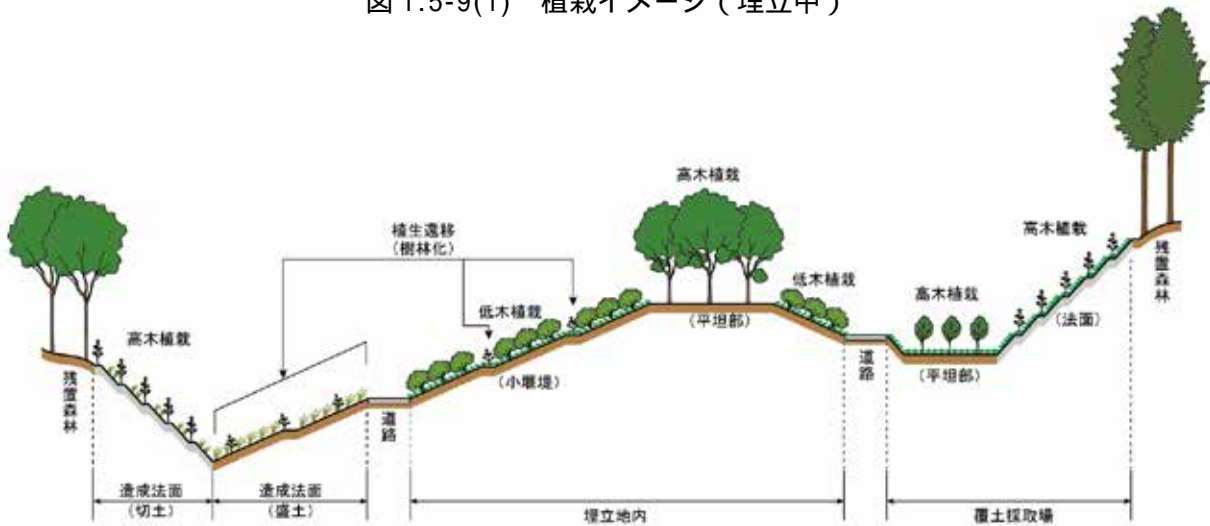 図 1.5-9(1) 植栽イメージ（埋立中）
高木植栽
植生遷移
(樹林化)
高木植栽
低木植栽
低木植栽
高木植栽
高木植栽
(平坦部)
(法面)
(小堰堤)
(平坦部)
残置森林
残置森林
道路
道路
造成法面
(切土)
造成法面
(盛土)
埋立地内
覆土採取場